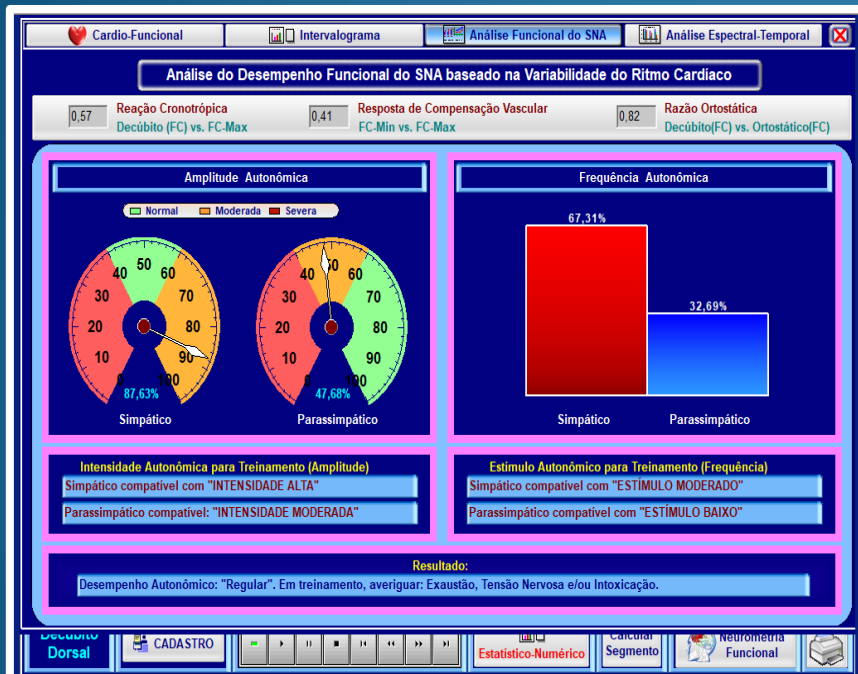 Cardio-Funcional
Intervalograma
Análise Funcional do SNA
Análise Espectral-Temporal
Análise do Desempenho Funcional do SNA baseado na Variabilidade do Ritmo Cardíaco
0,57
Reação Cronotrópica
Decúbito (FC) vs. FC-Max
0,41
Resposta de Compensação Vascular
FC-Min vs. FC-Max
0,82
Razão Ortostática
Decúbito(FC) vs. Ortostático(FC)
Amplitude Autonômica
Normal Moderada Severa
0 10 20 30 40 50 60 70 80 90 100
87,63%
Simpático
0 10 20 30 40 50 60 70 80 90 100
47,68%
Parassimpático
Frequência Autonômica
67,31%
32,69%
Simpático
Parassimpático
Intensidade Autonômica para Treinamento (Amplitude)
Simpático compatível com "INTENSIDADE ALTA"
Parassimpático compatível: "INTENSIDADE MODERADA"
Estímulo Autonômico para Treinamento (Frequência)
Simpático compatível com "ESTÍMULO MODERADO"
Parassimpático compatível com "ESTÍMULO BAIXO"
Resultado:
Desempenho Autonômico: "Regular". Em treinamento, averiguar: Exaustão, Tensão Nervosa e/ou Intoxicação.
Decúbito
Dorsal
CADASTRO
Estatístico-Numérico
Calcular
Segmento
Neurometria
Funcional